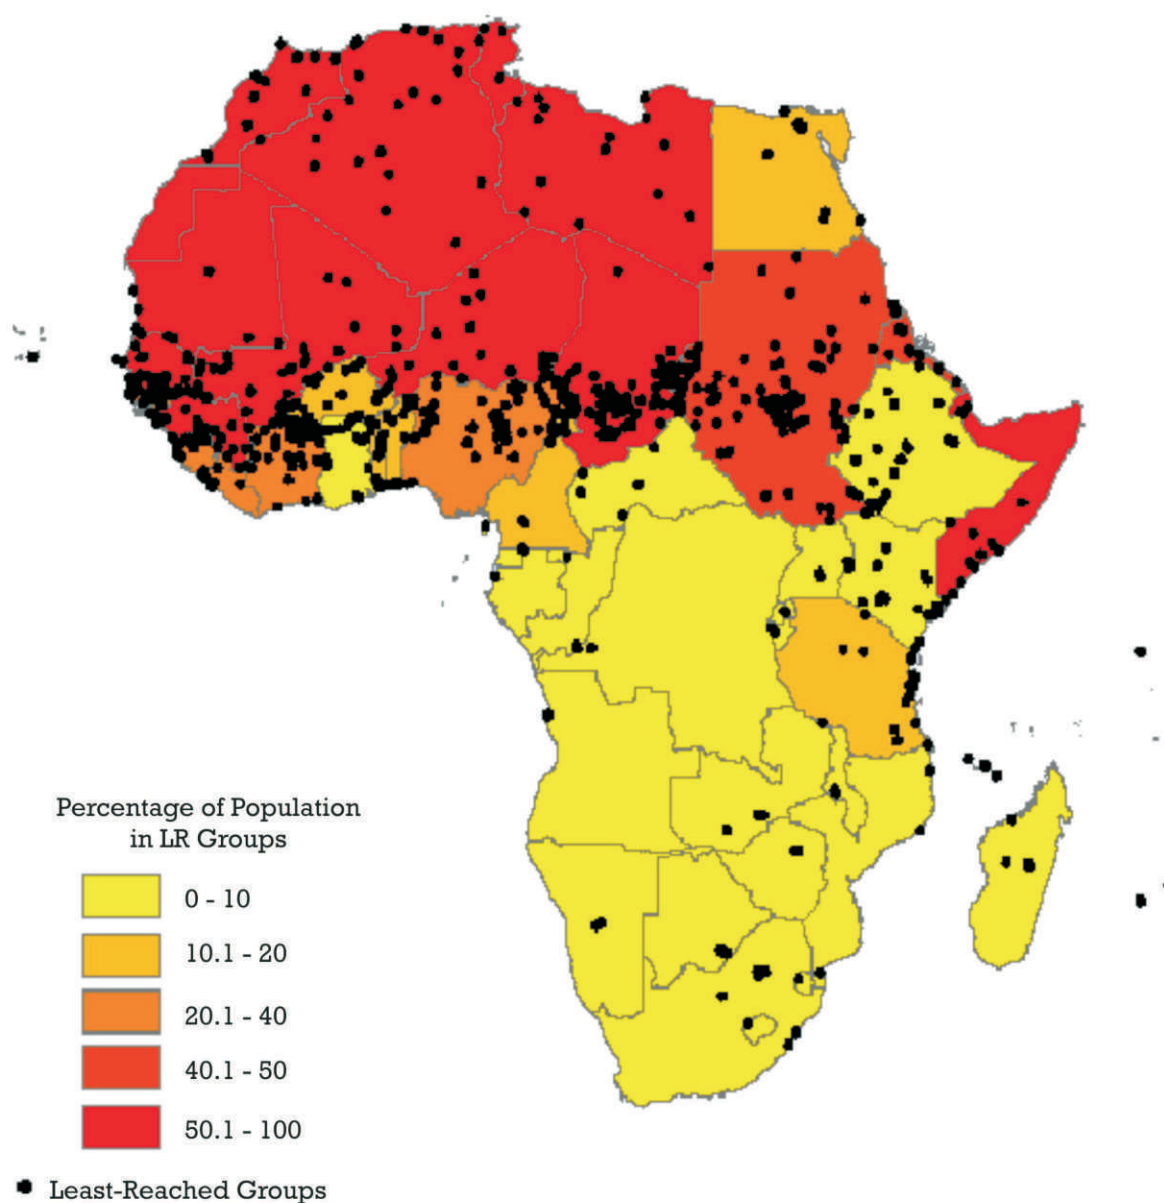 Percentage of Population
in LR Groups
0 - 10
10.1 - 20
20.1 - 40
40.1 - 50
50.1 - 100
Least-Reached Groups